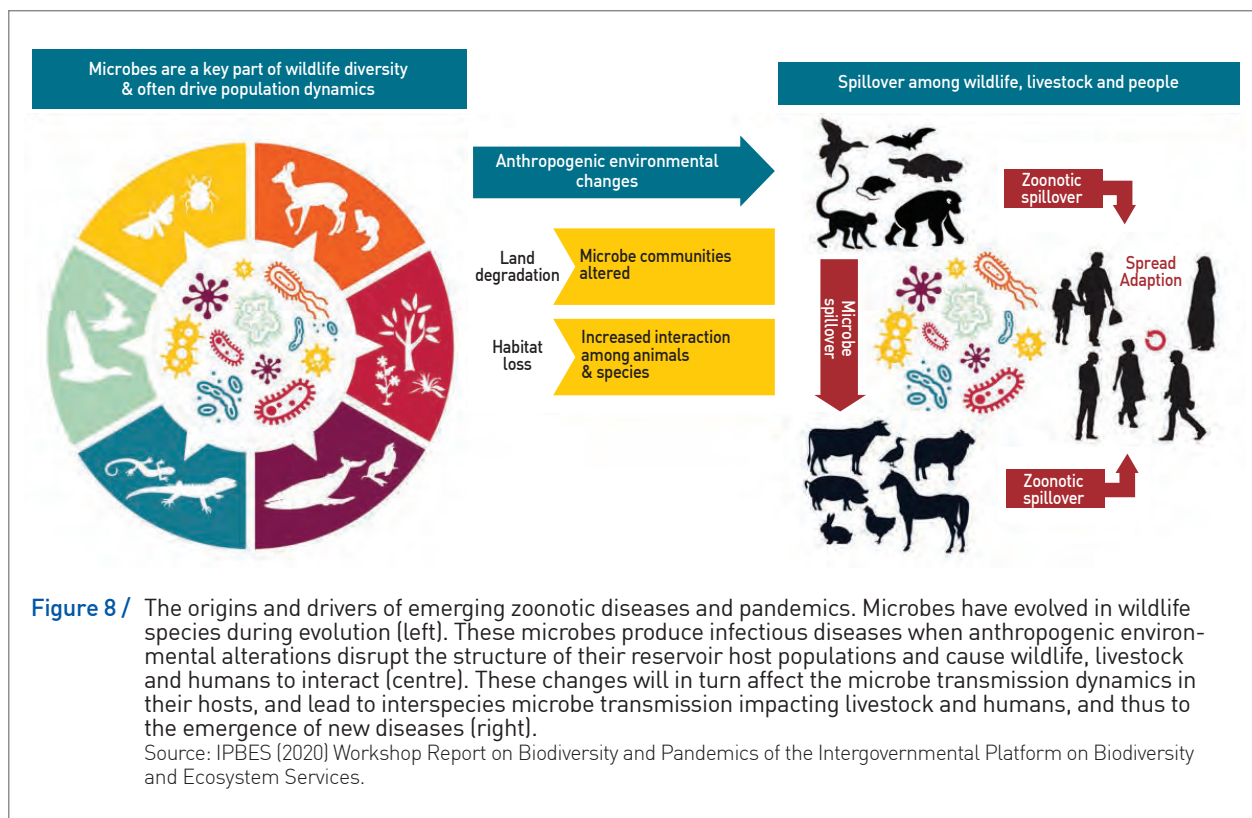 Microbes are a key part of wildlife diversity
& often drive population dynamics
Anthropogenic environmental
changes
Land
degradation
Microbe communities
altered
Habitat
loss
Increased interaction
among animals
& species
Spillover among wildlife, livestock and people
Zoonotic
spillover
Microbe
spillover
Spread
Adaption
Zoonotic
spillover
Figure 8 / The origins and drivers of emerging zoonotic diseases and pandemics. Microbes have evolved in wildlife
species during evolution (left). These microbes produce infectious diseases when anthropogenic environ-
mental alterations disrupt the structure of their reservoir host populations and cause wildlife, livestock
and humans to interact (centre). These changes will in turn affect the microbe transmission dynamics in
their hosts, and lead to interspecies microbe transmission impacting livestock and humans, and thus to
the emergence of new diseases (right).
Source: IPBES (2020) Workshop Report on Biodiversity and Pandemics of the Intergovernmental Platform on Biodiversity
and Ecosystem Services.